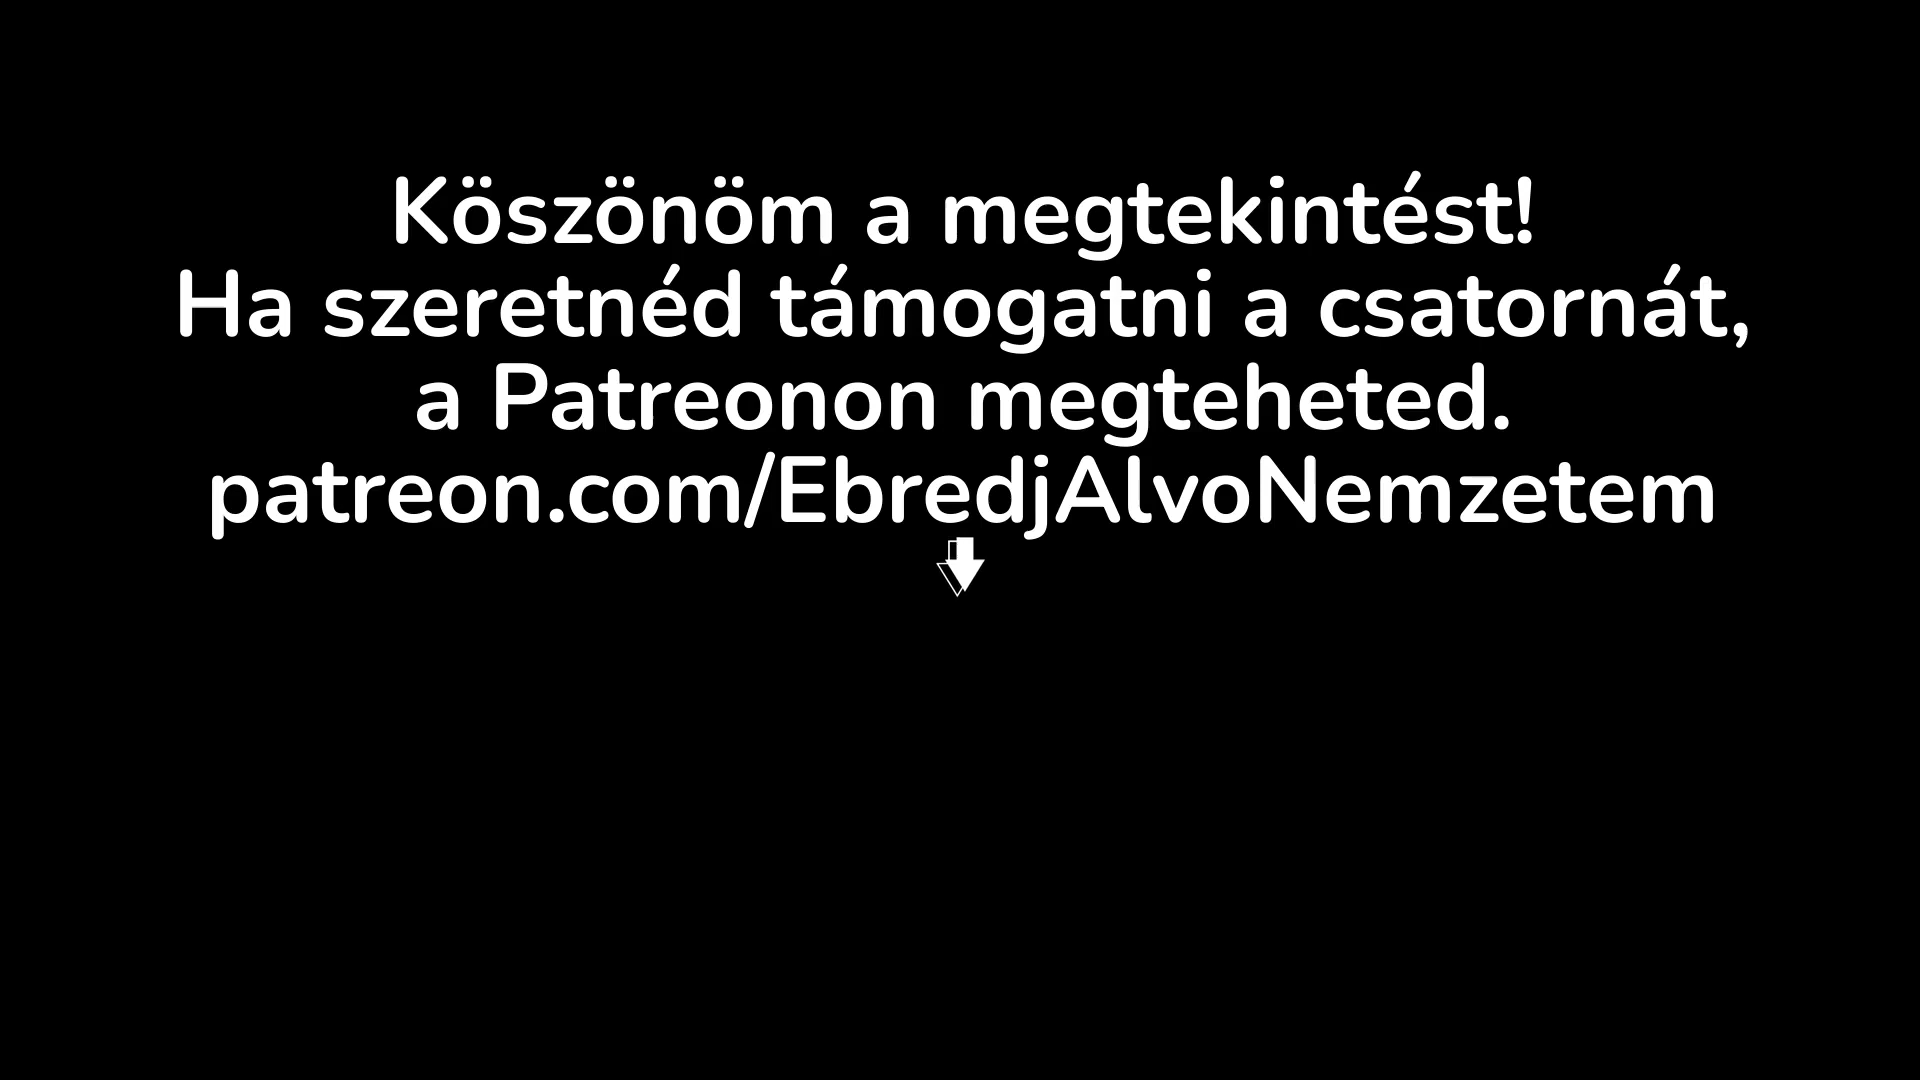 Köszönöm a megtekintést!
Ha szeretnéd támogatni a csatornát,
a Patreonon megteheted.
patreon.com/EbredjAlvoNemzetem